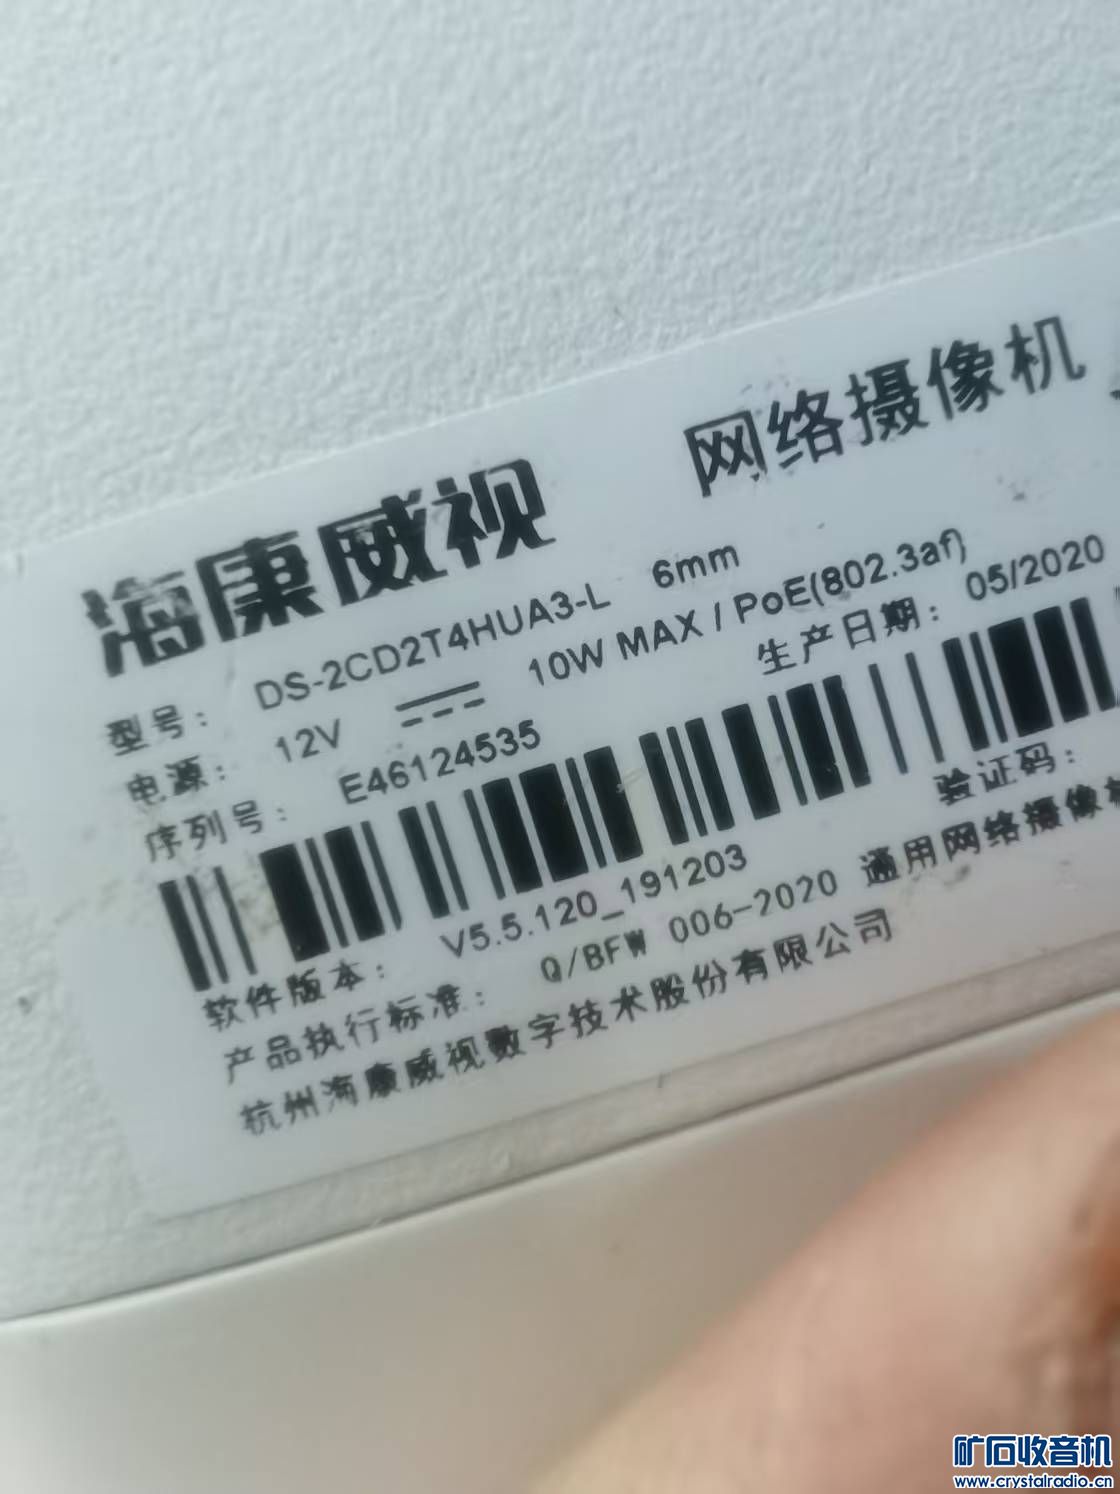 海康威视 网络摄像机
型号： DS-2CD2T4HUA3-L 6mm
电源： 12V 10W MAX / PoE(802.3af)
序列号： E46124535 生产日期： 05/2020
验证码：
软件版本： V5.5.120_191203
产品执行标准： Q/BFW 006-2020 通用网络摄像机
杭州海康威视数字技术股份有限公司
矿石收音机
www.crystalradio.cn